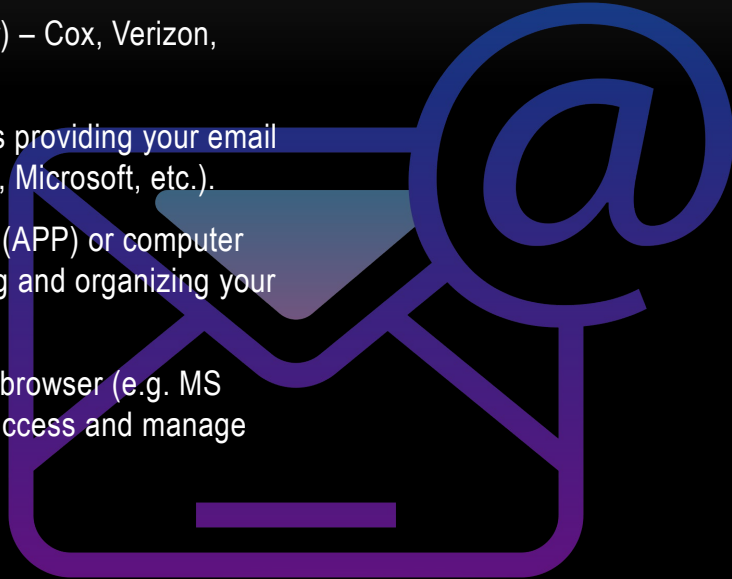 ) – Cox, Verizon,
s providing your email
, Microsoft, etc.).
(APP) or computer
g and organizing your
browser (e.g. MS
ccess and manage